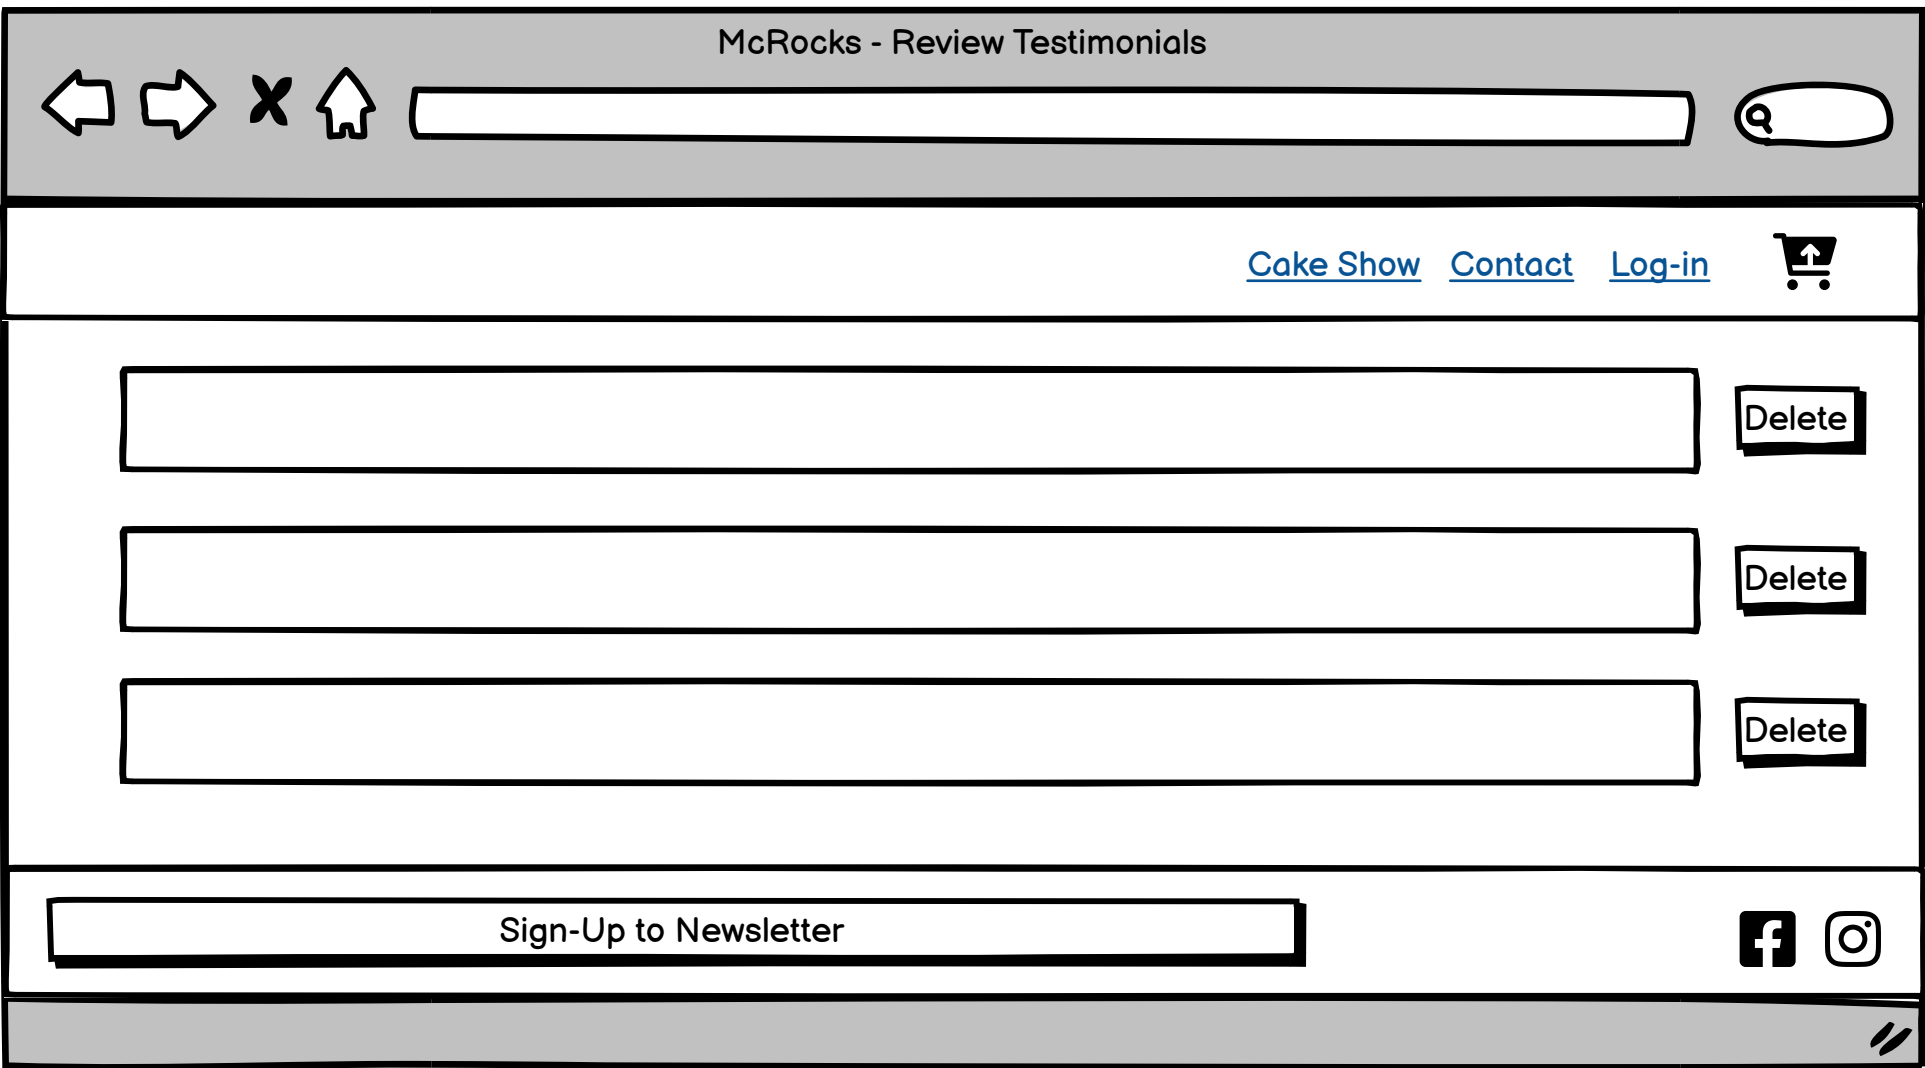 McRocks - Review Testimonials
Cake Show Contact Log-in
Delete
Delete
Delete
Sign-Up to Newsletter